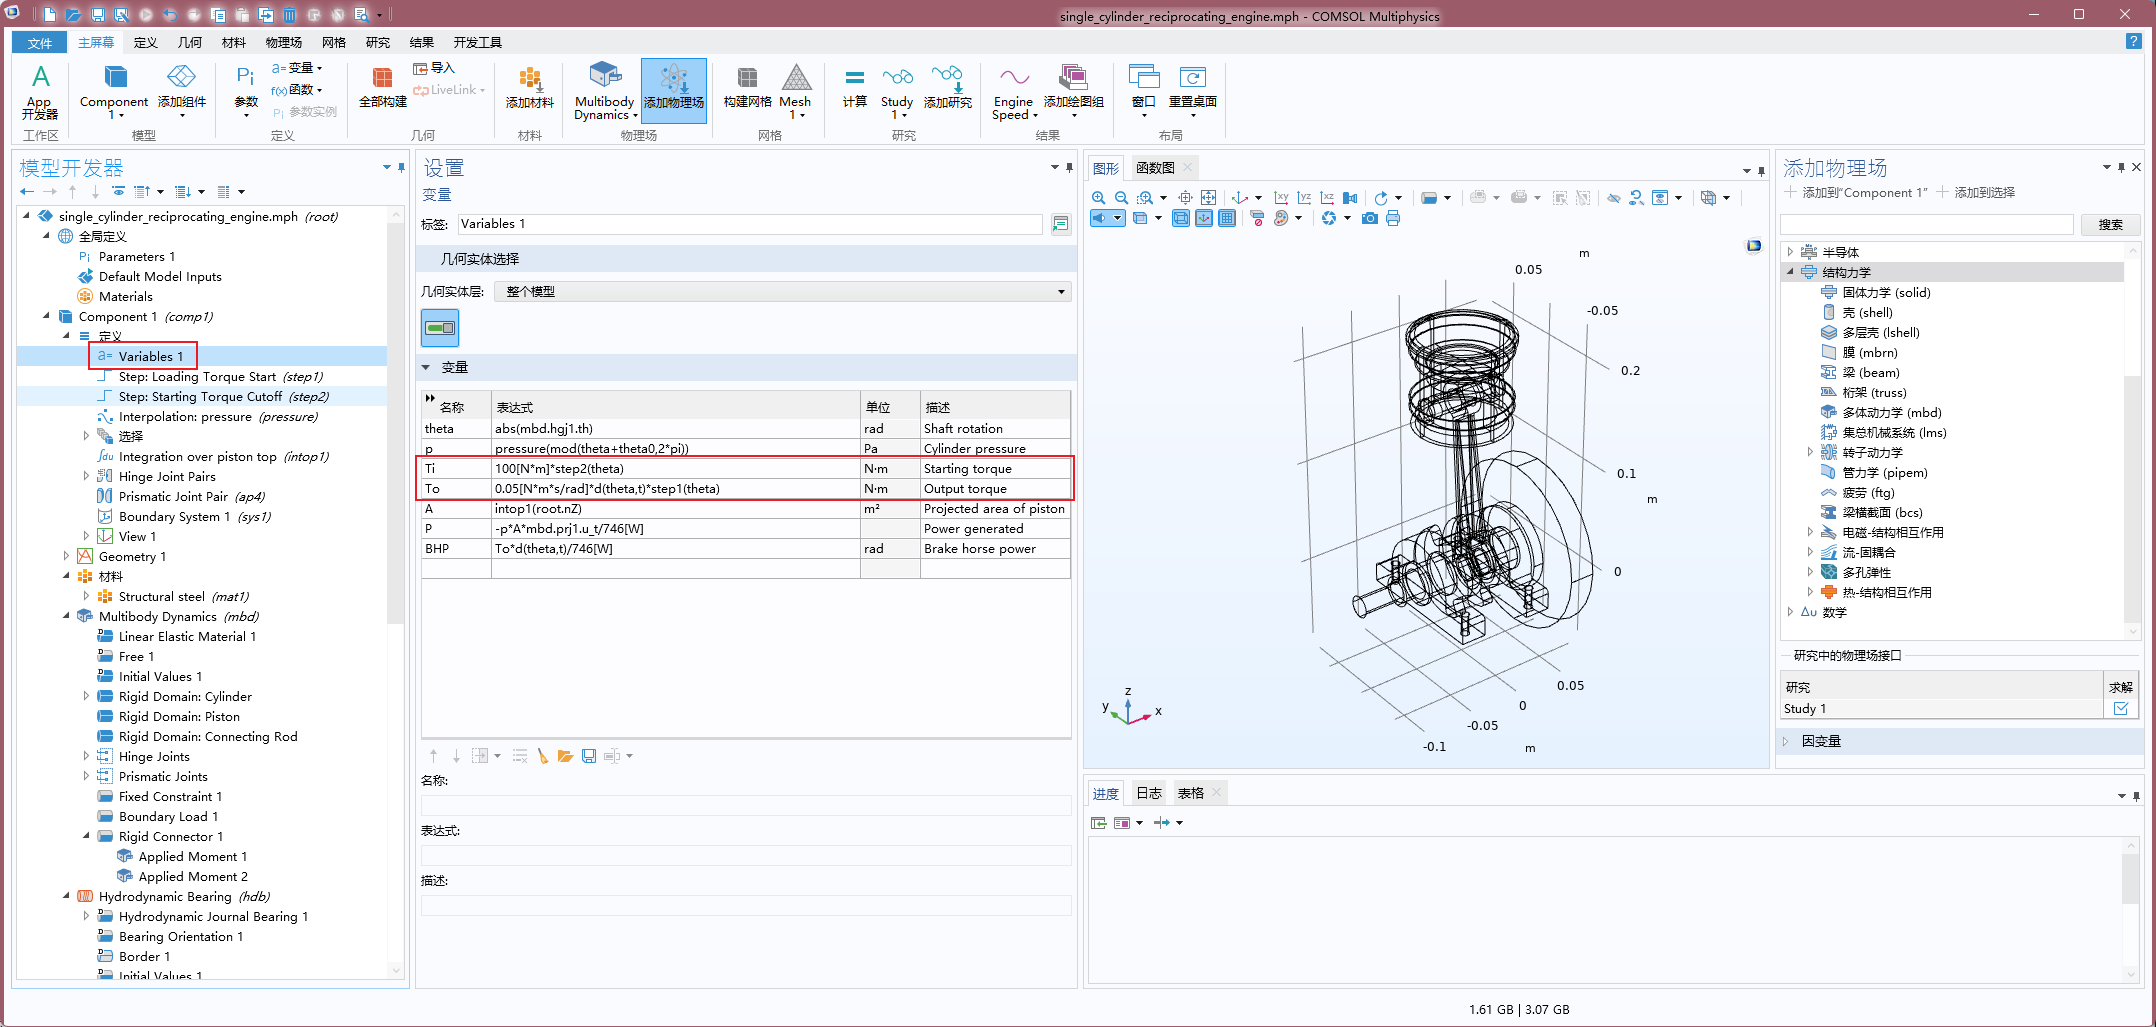 single_cylinder_reciprocating_engine.mph - COMSOL Multiphysics
文件 主屏幕 定义 几何 材料 物理场 网格 研究 结果 开发工具
App 开发器
工作区
Component 1
添加组件
模型
Pi 参数
a= 变量
f(x) 函数
Pi 参数实例
定义
全部构建
导入
LiveLink
几何
添加材料
材料
Multibody Dynamics
添加物理场
物理场
构建网格
Mesh 1
网格
计算
Study 1
添加研究
研究
Engine Speed
添加绘图组
结果
窗口
重置桌面
布局
模型开发器
single_cylinder_reciprocating_engine.mph (root)
全局定义
Pi Parameters 1
Default Model Inputs
Materials
Component 1 (comp1)
定义
a= Variables 1
Step: Loading Torque Start (step1)
Step: Starting Torque Cutoff (step2)
Interpolation: pressure (pressure)
选择
∫du Integration over piston top (intop1)
Hinge Joint Pairs
Prismatic Joint Pair (ap4)
Boundary System 1 (sys1)
View 1
Geometry 1
材料
Structural steel (mat1)
Multibody Dynamics (mbd)
Linear Elastic Material 1
Free 1
Initial Values 1
Rigid Domain: Cylinder
Rigid Domain: Piston
Rigid Domain: Connecting Rod
Hinge Joints
Prismatic Joints
Fixed Constraint 1
Boundary Load 1
Rigid Connector 1
Applied Moment 1
Applied Moment 2
Hydrodynamic Bearing (hdb)
Hydrodynamic Journal Bearing 1
Bearing Orientation 1
Border 1
Initial Values 1
设置
变量
标签: Variables 1
几何实体选择
几何实体层: 整个模型
变量
名称 表达式 单位 描述
theta abs(mbd.hgj1.th) rad Shaft rotation
p pressure(mod(theta+theta0,2*pi)) Pa Cylinder pressure
Ti 100[N*m]*step2(theta) N·m Starting torque
To 0.05[N*m*s/rad]*d(theta,t)*step1(theta) N·m Output torque
A intop1(root.nZ) m² Projected area of piston
P -p*A*mbd.prj1.u_t/746[W] Power generated
BHP To*d(theta,t)/746[W] rad Brake horse power
名称:
表达式:
描述:
图形 函数图
xy yz xz
m
0.05
-0.05
0.2
0.1
m
0
0.05
0
-0.05
-0.1
m
z
y
x
进度 日志 表格
添加物理场
添加到“Component 1” 添加到选择
搜索
半导体
结构力学
固体力学 (solid)
壳 (shell)
多层壳 (lshell)
膜 (mbrn)
梁 (beam)
桁架 (truss)
多体动力学 (mbd)
集总机械系统 (lms)
转子动力学
管力学 (pipem)
疲劳 (ftg)
梁横截面 (bcs)
电磁-结构相互作用
流-固耦合
多孔弹性
热-结构相互作用
Δu 数学
研究中的物理场接口
研究 求解
Study 1
因变量
1.61 GB | 3.07 GB